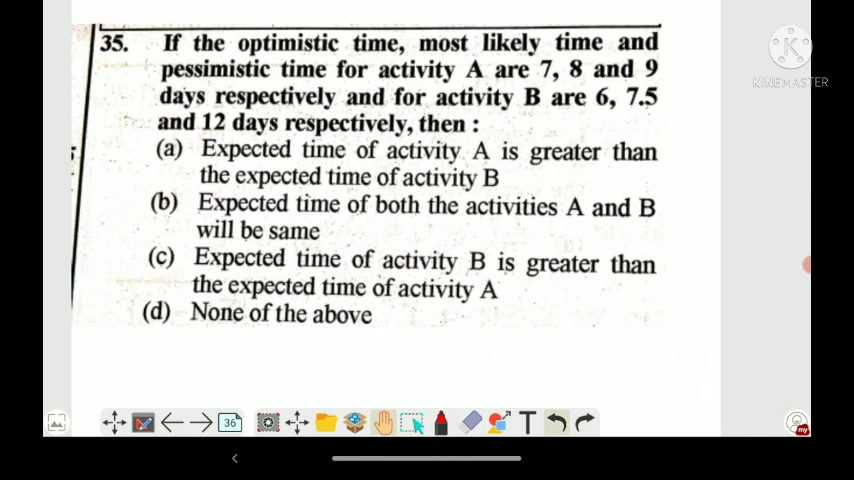 35. If the optimistic time, most likely time and
pessimistic time for activity A are 7, 8 and 9
days respectively and for activity B are 6, 7.5
and 12 days respectively, then :
(a) Expected time of activity A is greater than
the expected time of activity B
(b) Expected time of both the activities A and B
will be same
(c) Expected time of activity B is greater than
the expected time of activity A
(d) None of the above
K
KINEMASTER
36
T
my